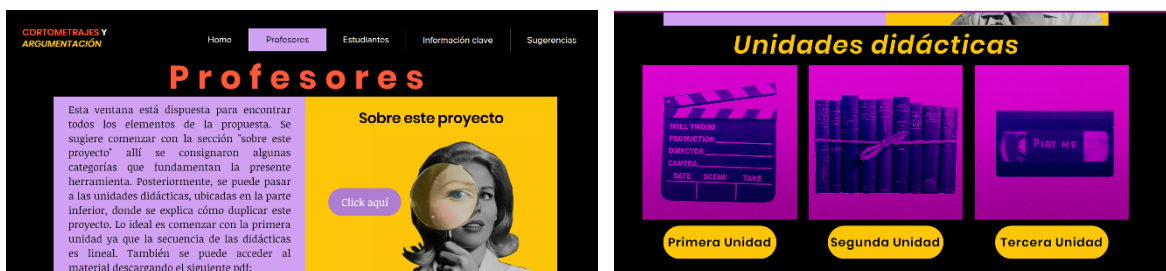 CORTOMETRAJES Y
ARGUMENTACIÓN
Home
Profesores
Estudiantes
Información clave
Sugerencias
Profesores
Esta ventana está dispuesta para encontrar
todos los elementos de la propuesta. Se
sugiere comenzar con la sección "sobre este
proyecto" allí se consignaron algunas
categorías que fundamentan la presente
herramienta. Posteriormente, se puede pasar
a las unidades didácticas, ubicadas en la parte
inferior, donde se explica cómo duplicar este
proyecto. Lo ideal es comenzar con la primera
unidad ya que la secuencia de las didácticas
es lineal. También se puede acceder al
material descargando el siguiente pdf:
Sobre este proyecto
Click aquí
Unidades didácticas
HOLLYWOOD
PRODUCTION
DIRECTOR
CAMERA
DATE SCENE TAKE
PLAY ME
Primera Unidad
Segunda Unidad
Tercera Unidad